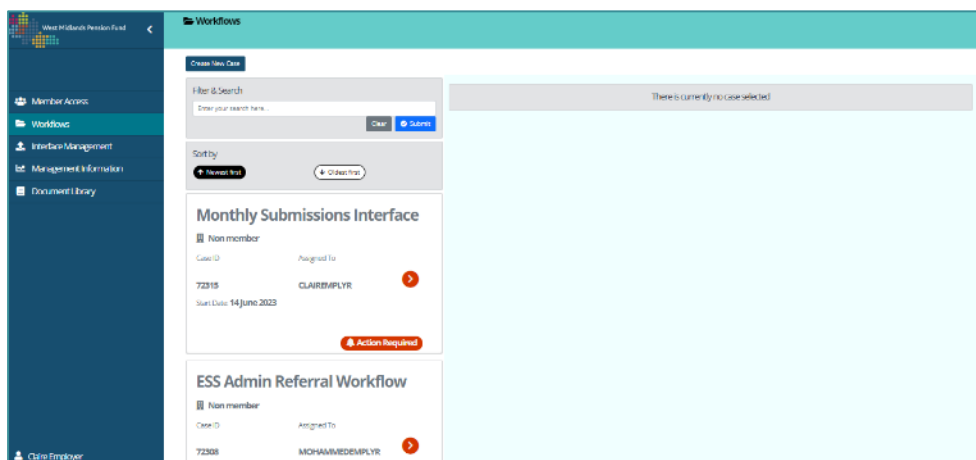 West Midlands Pension Fund
Workflows
Create New Case
Member Access
Workflows
Interface Management
Management Information
Document Library
Claire Employer
Filter & Search
Enter your search here...
Clear
Submit
Sort by
Newest first
Oldest first
Monthly Submissions Interface
Non member
Case ID Assigned To
72315 CLAIREMPLYR
Start Date: 14 June 2023
Action Required
ESS Admin Referral Workflow
Non member
Case ID Assigned To
72308 MOHAMMEDEMPLYR
There is currently no case selected